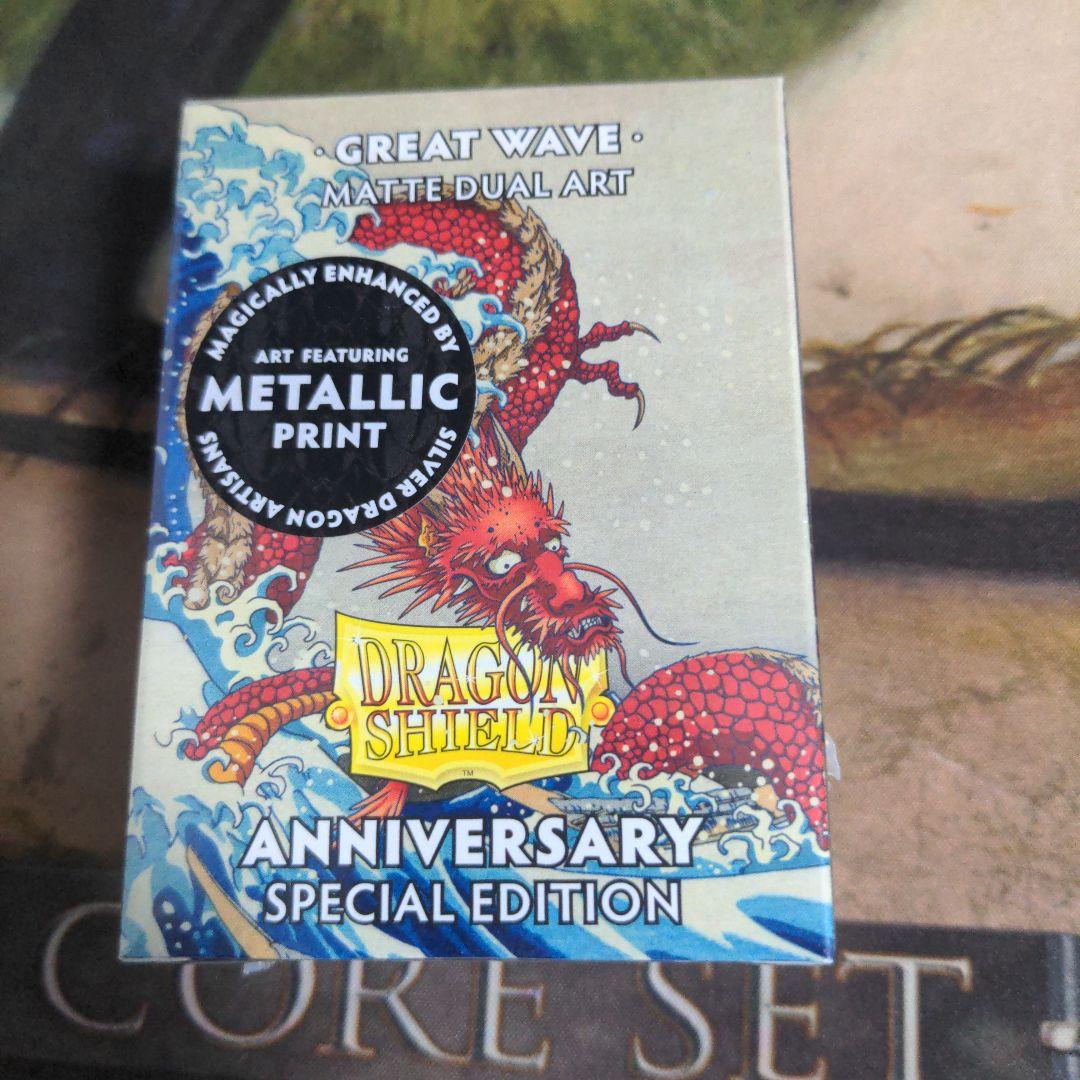 · GREAT WAVE ·
MATTE DUAL ART
MAGICALLY ENHANCED BY
ART FEATURING
METALLIC
PRINT
SILVER DRAGON ARTISANS
DRAGON
SHIELD
TM
ANNIVERSARY
SPECIAL EDITION
CORE SET